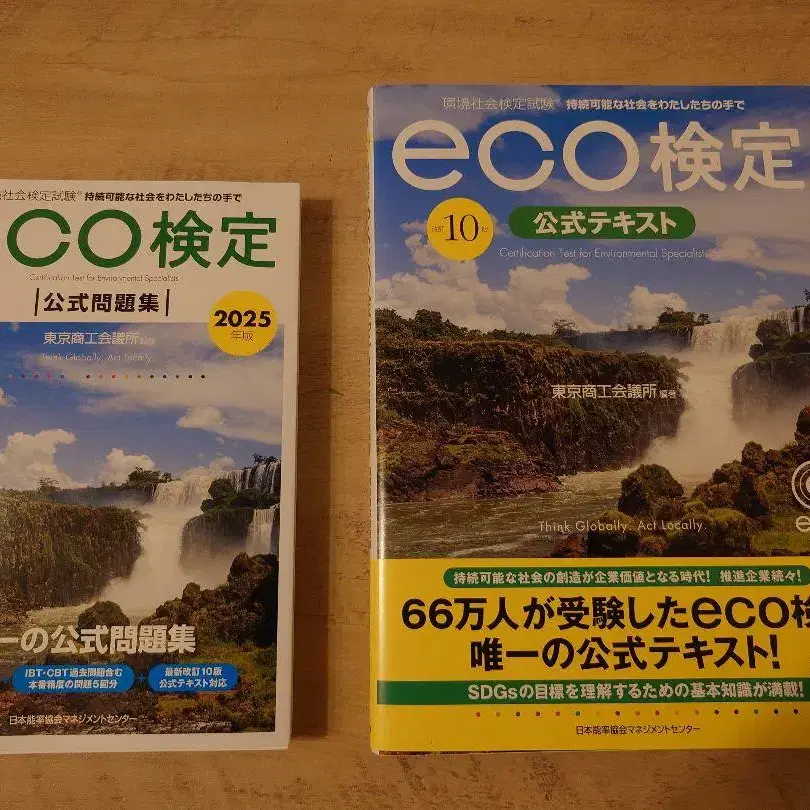 社会検定試験® 持続可能な社会をわたしたちの手で
co検定
Certification Test for Environmental Specialists
公式問題集
2025
年版
東京商工会議所 編著
Think Globally, Act Locally.
一の公式問題集
IBT・CBT過去問題含む
本番精度の問題5回分
+
最新改訂10版
公式テキスト対応
日本能率協会マネジメントセンター
環境社会検定試験® 持続可能な社会をわたしたちの手で
eco検定
改訂10版
公式テキスト
Certification Test for Environmental Specialists
東京商工会議所 編著
Think Globally, Act Locally.
持続可能な社会の創造が企業価値となる時代! 推進企業続々!
66万人が受験したeco検
唯一の公式テキスト!
SDGsの目標を理解するための基本知識が満載!
日本能率協会マネジメントセンター